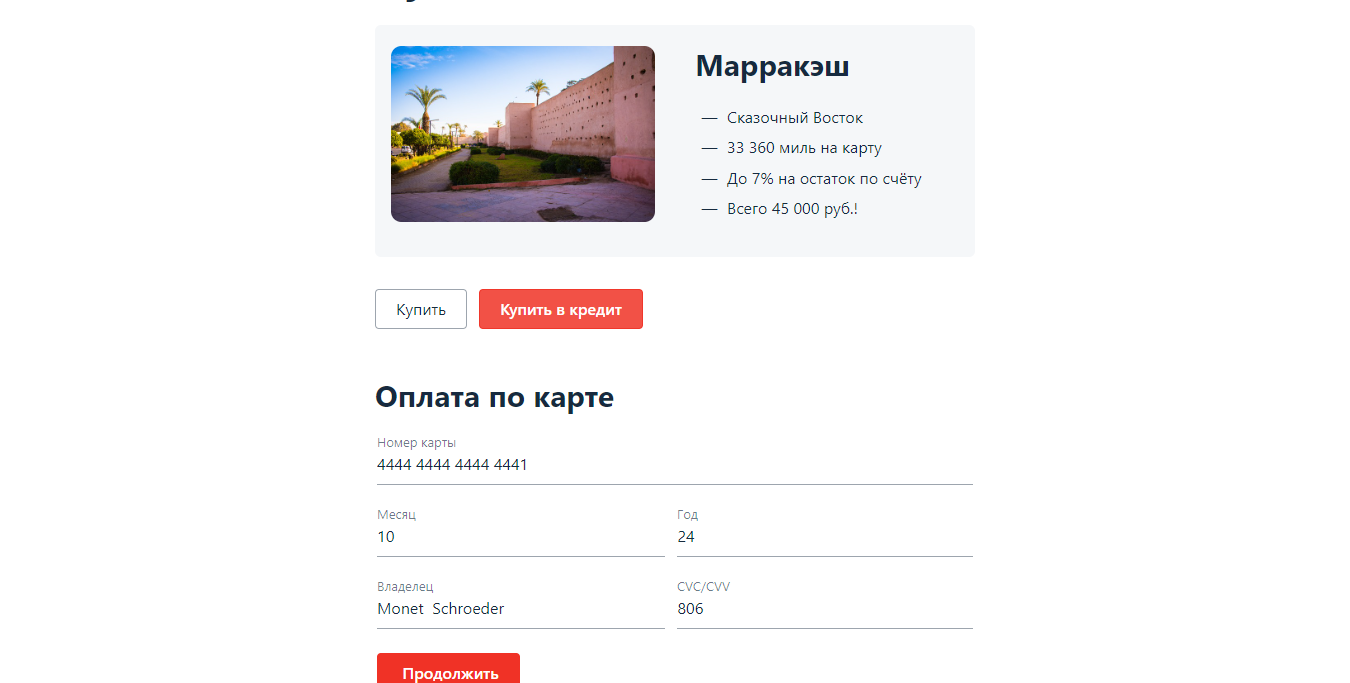 Марракэш
— Сказочный Восток
— 33 360 миль на карту
— До 7% на остаток по счёту
— Всего 45 000 руб.!
Купить Купить в кредит
Оплата по карте
Номер карты
4444 4444 4444 4441
Месяц Год
10 24
Владелец CVC/CVV
Monet  Schroeder 806
Продолжить